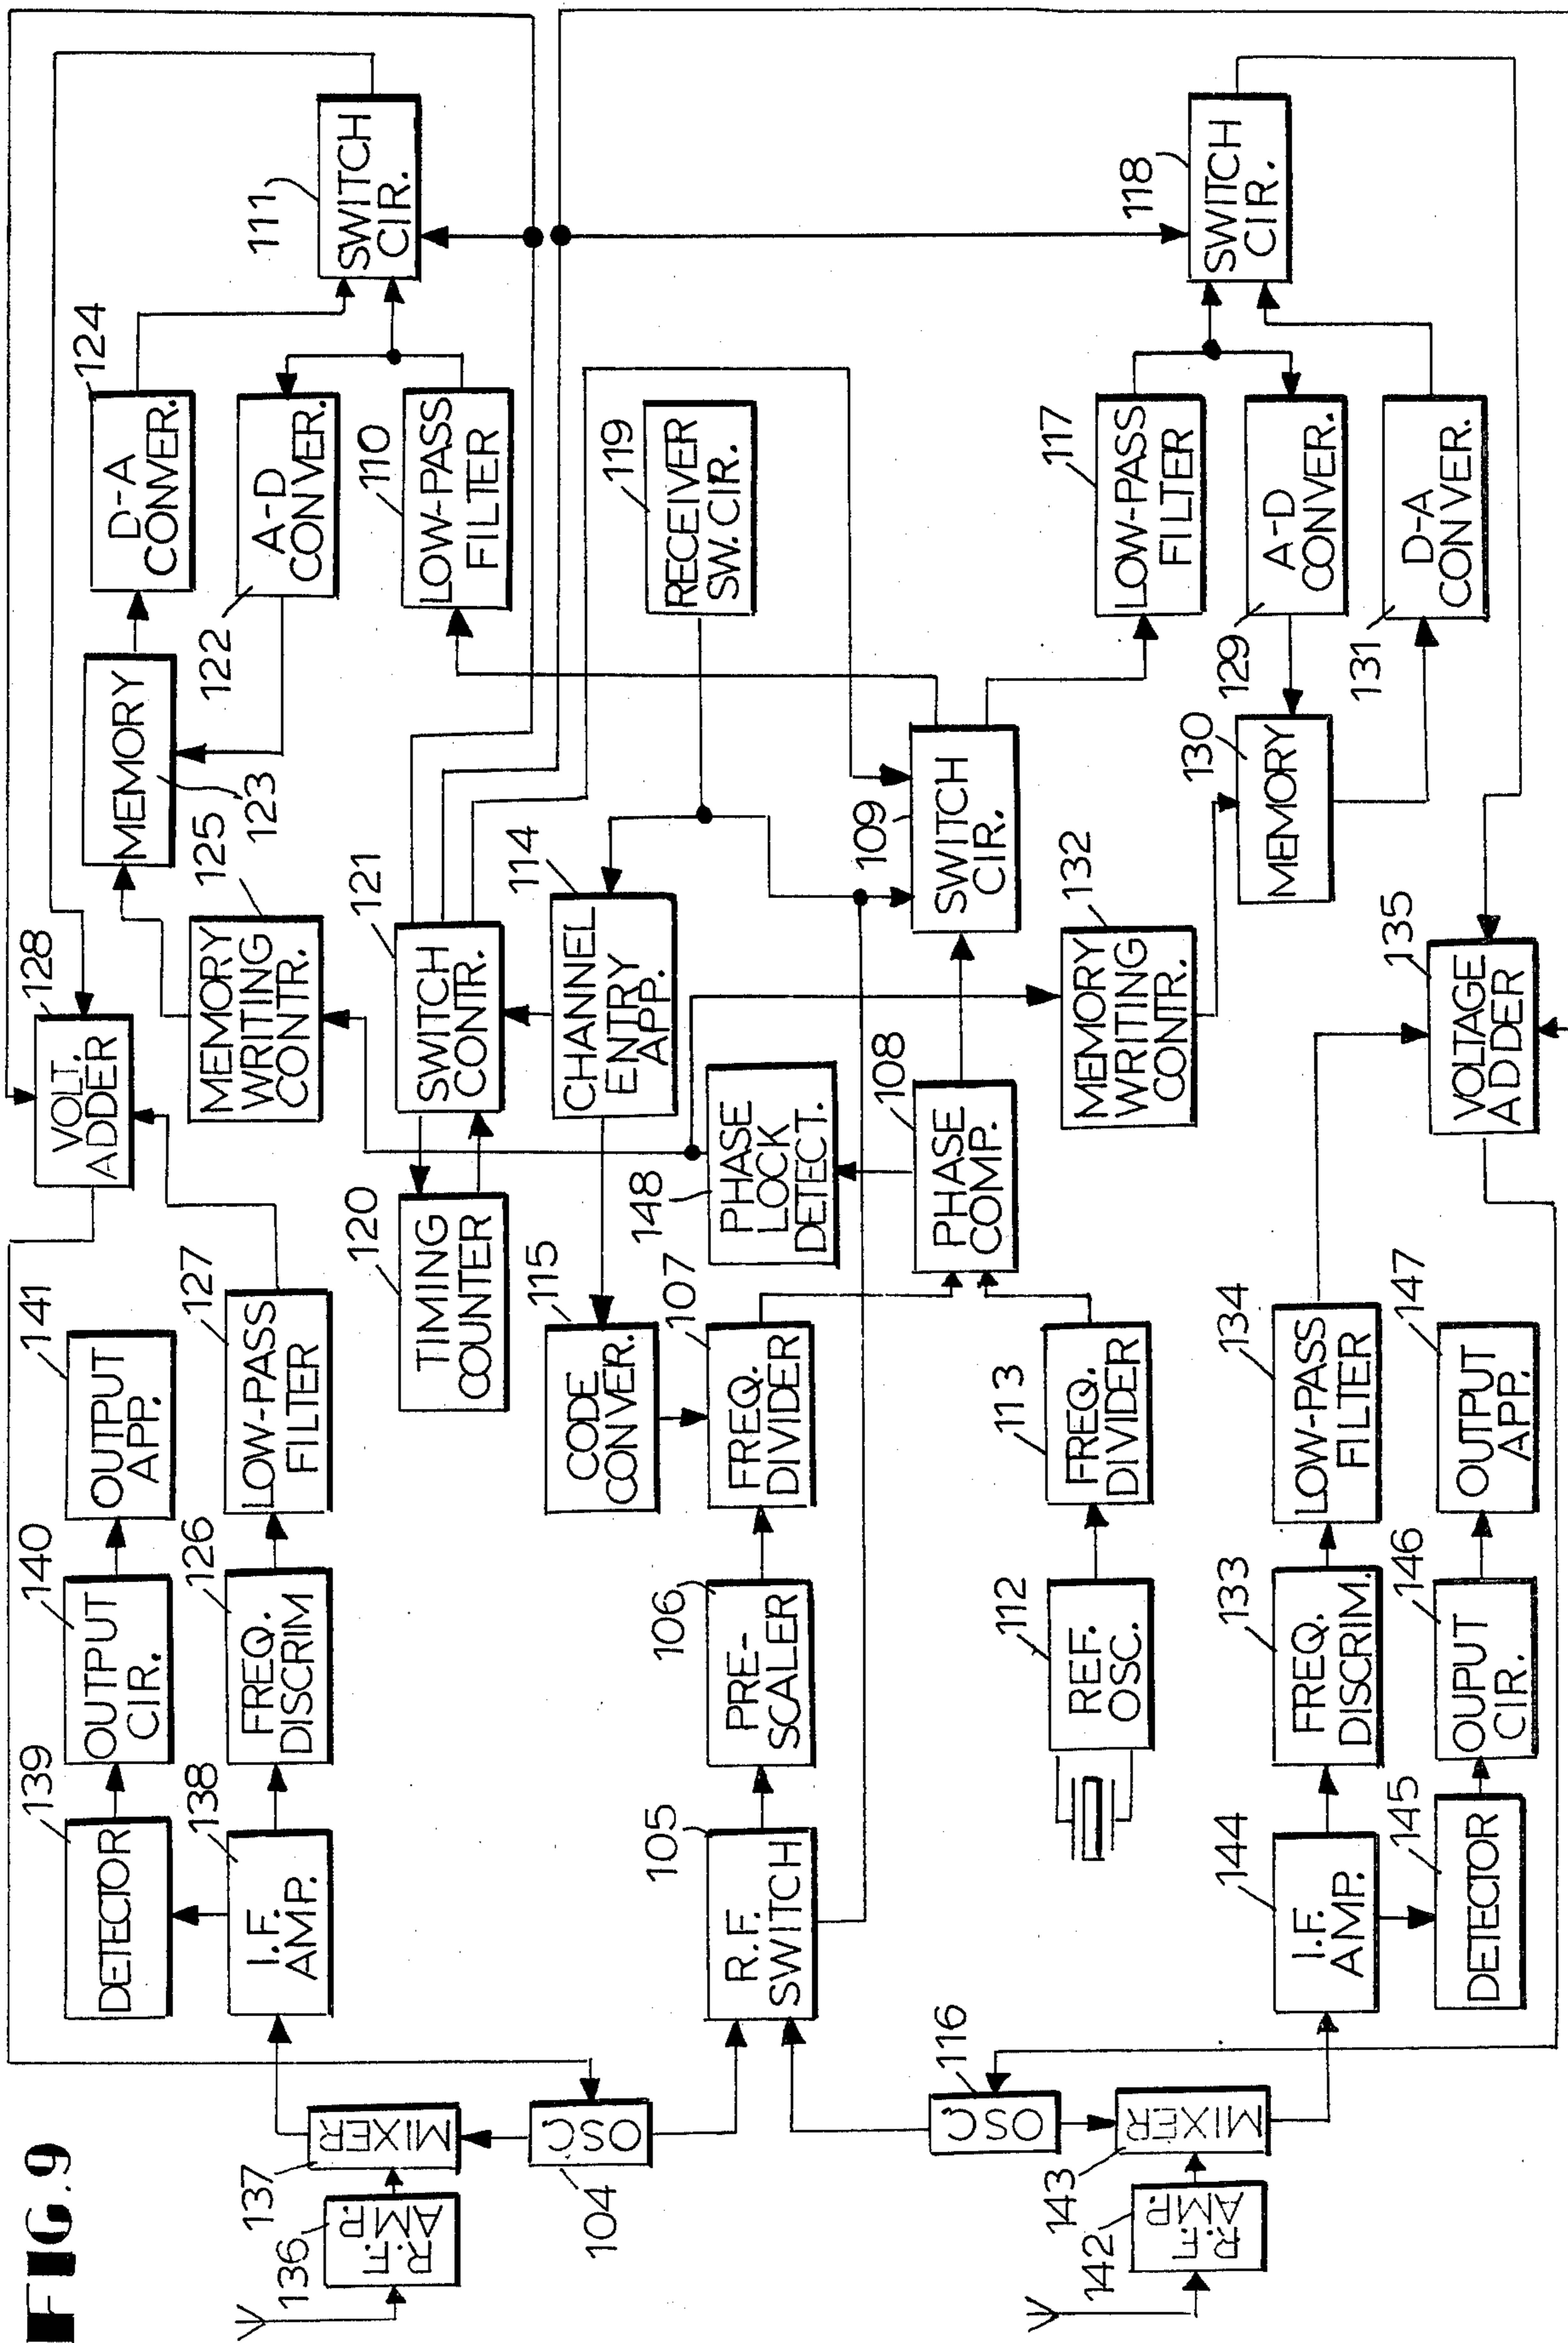 FIG.9
136
R.F.
AMP.
137
MIXER
104
OSC.
139
DETECTOR
138
I.F.
AMP.
140
OUTPUT
CIR.
126
FREQ.
DISCRIM
141
OUTPUT
APP.
127
LOW-PASS
FILTER
128
VOLT.
ADDER
125
MEMORY
WRITING
CONTR.
MEMORY
123
124
D-A
CONVER.
122
A-D
CONVER.
110
LOW-PASS
FILTER
111
SWITCH
CIR.
120
TIMING
COUNTER
121
SWITCH
CONTR.
114
CHANNEL
ENTRY
APP.
115
CODE
CONVER.
119
RECEIVER
SW. CIR.
105
R.F.
SWITCH
106
PRE-
SCALER
107
FREQ.
DIVIDER
148
PHASE
LOCK
DETECT.
108
PHASE
COMP.
109
SWITCH
CIR.
112
REF.
OSC.
113
FREQ.
DIVIDER
132
MEMORY
WRITING
CONTR.
130
MEMORY
117
LOW-PASS
FILTER
129
A-D
CONVER.
131
D-A
CONVER.
118
SWITCH
CIR.
116
OSC.
142
R.F.
AMP.
143
MIXER
144
I.F.
AMP.
133
FREQ.
DISCRIM.
134
LOW-PASS
FILTER
135
VOLTAGE
ADDER
145
DETECTOR
146
OUPUT
CIR.
147
OUTPUT
APP.